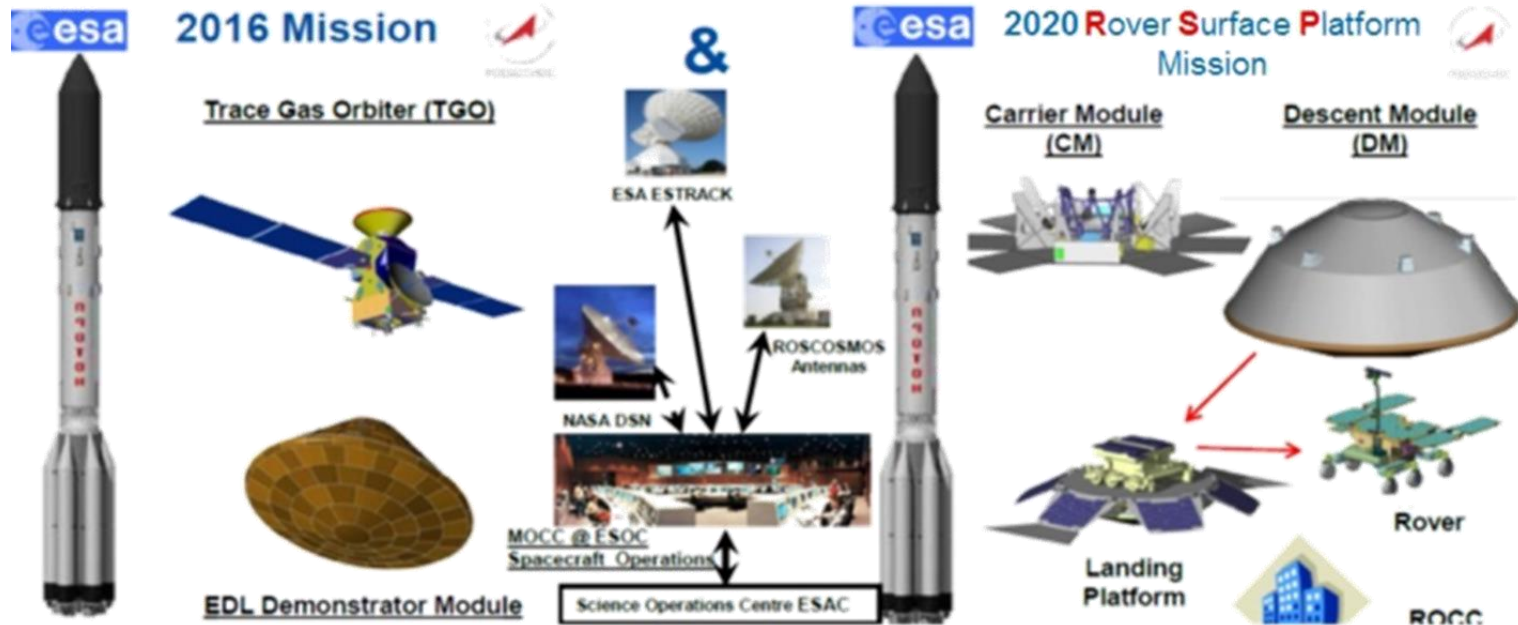 esa
2016 Mission
Trace Gas Orbiter (TGO)
ПРОТОН
EDL Demonstrator Module
&
ESA ESTRACK
ROSCOSMOS
Antennas
NASA DSN
MOCC @ ESOC
Spacecraft Operations
Science Operations Centre ESAC
esa
2020 Rover Surface Platform
Mission
ПРОТОН
Carrier Module
(CM)
Descent Module
(DM)
Landing
Platform
Rover
ROCC